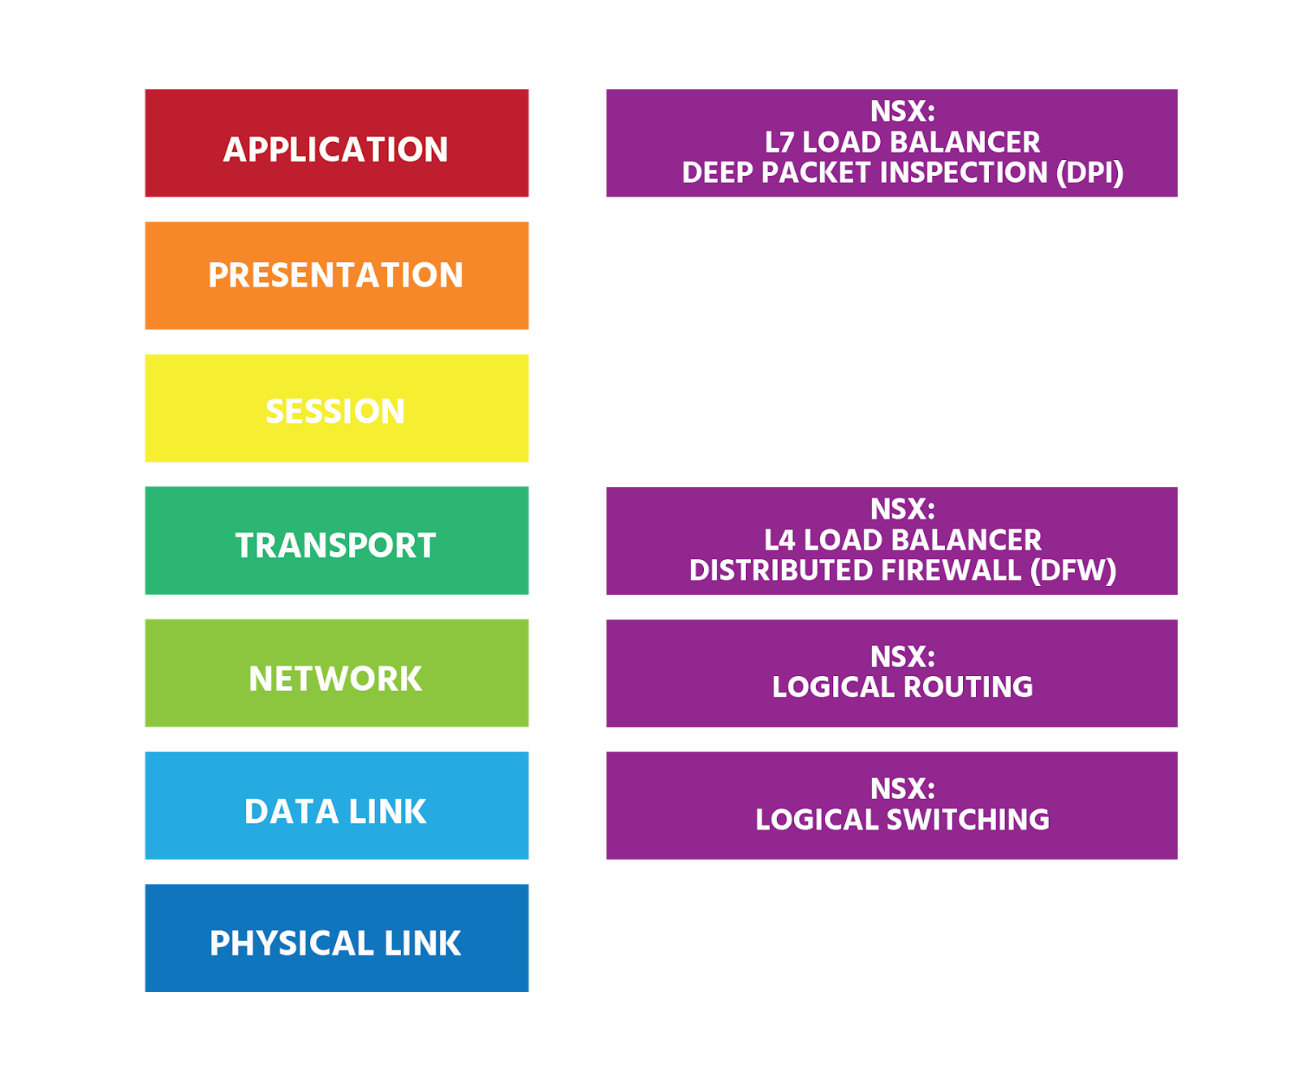 APPLICATION
NSX:
L7 LOAD BALANCER
DEEP PACKET INSPECTION (DPI)
PRESENTATION
SESSION
TRANSPORT
NSX:
L4 LOAD BALANCER
DISTRIBUTED FIREWALL (DFW)
NETWORK
NSX:
LOGICAL ROUTING
DATA LINK
NSX:
LOGICAL SWITCHING
PHYSICAL LINK